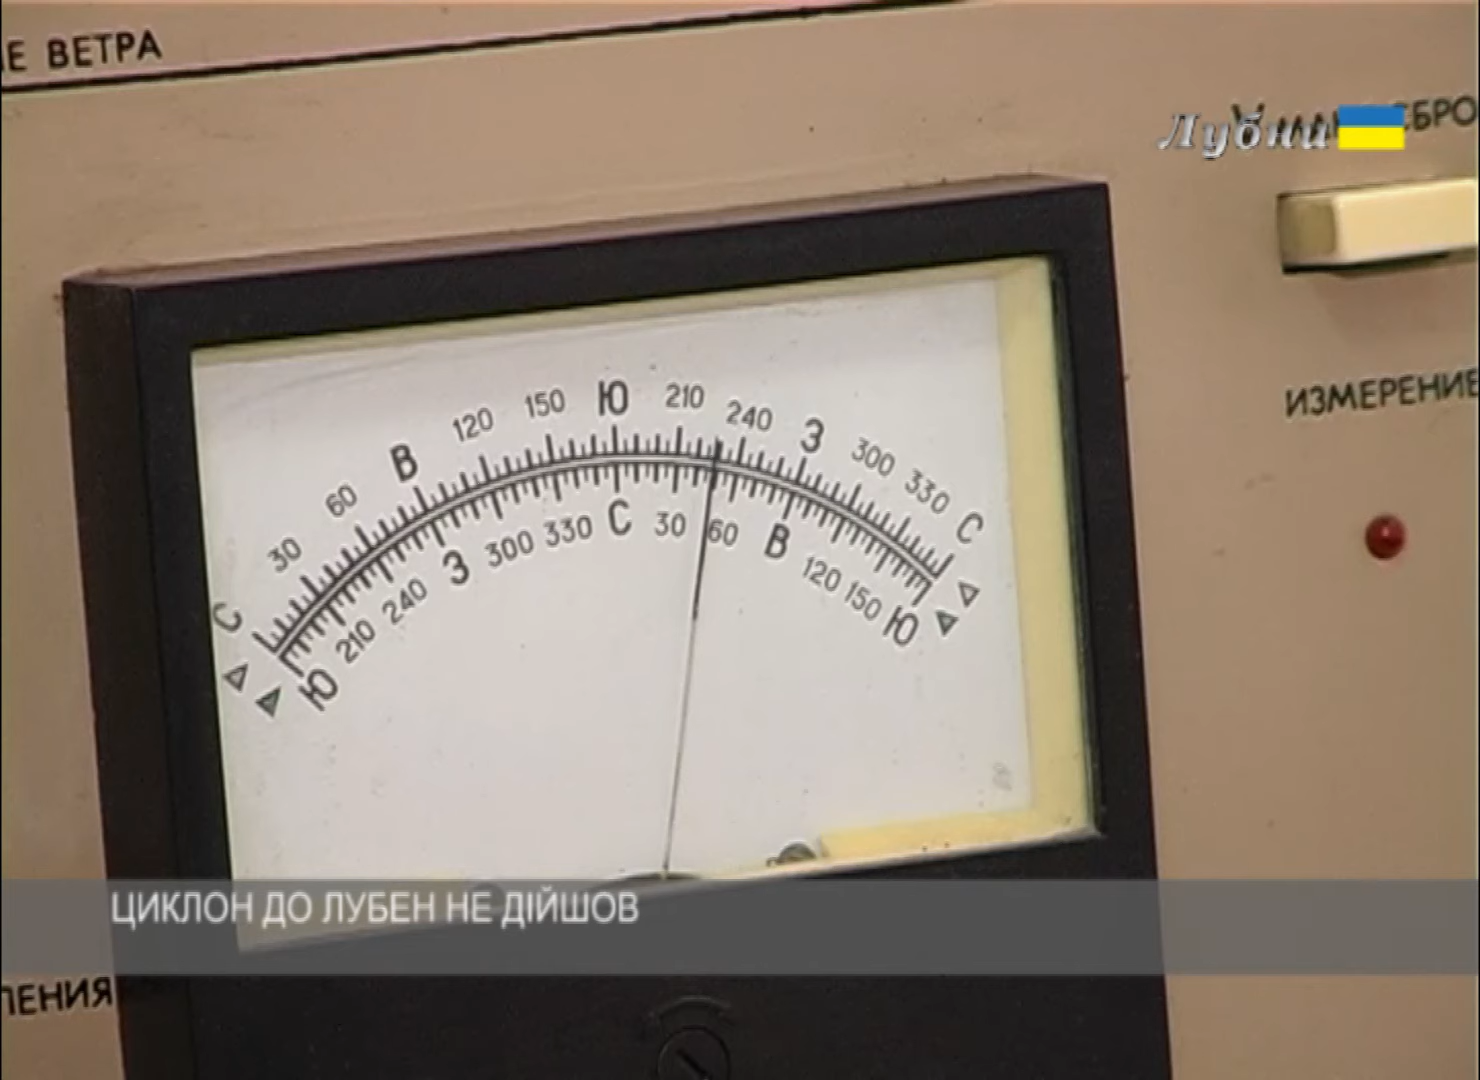 Е ВЕТРА
Лубни
СБРО
ИЗМЕРЕНИЕ
С 30 60 В 120 150 Ю 210 240 З 300 330 С
Ю 210 240 З 300 330 С 30 60 В 120 150 Ю
ЦИКЛОН ДО ЛУБЕН НЕ ДІЙШОВ
ЛЕНИЯ